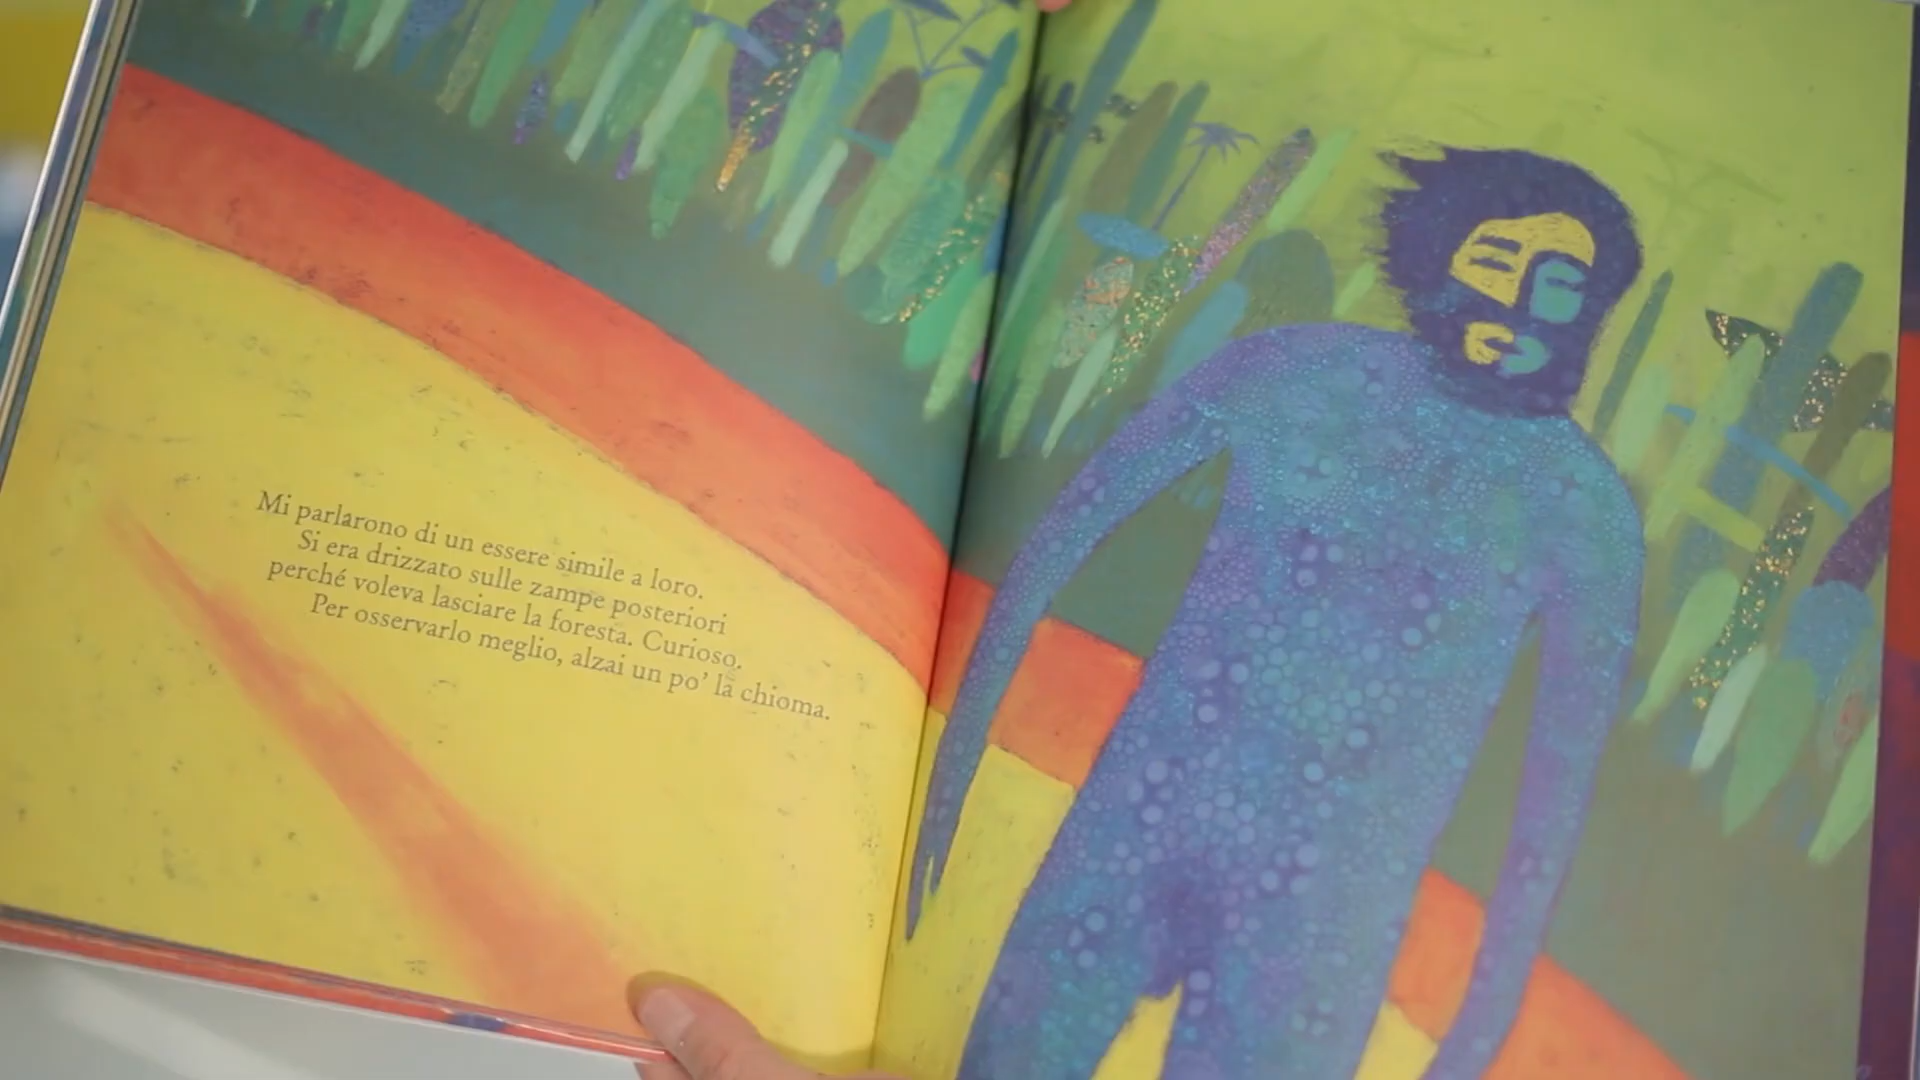 Mi parlarono di un essere simile a loro.
Si era drizzato sulle zampe posteriori
perché voleva lasciare la foresta. Curioso.
Per osservarlo meglio, alzai un po’ la chioma.